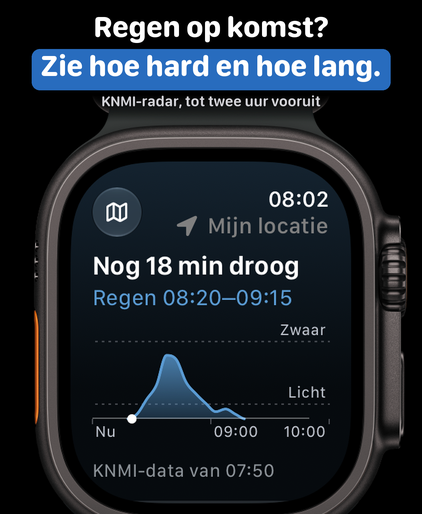 Regen op komst?
Zie hoe hard en hoe lang.
KNMI-radar, tot twee uur vooruit
08:02
Mijn locatie
Nog 18 min droog
Regen 08:20–09:15
Zwaar
Licht
Nu 09:00 10:00
KNMI-data van 07:50